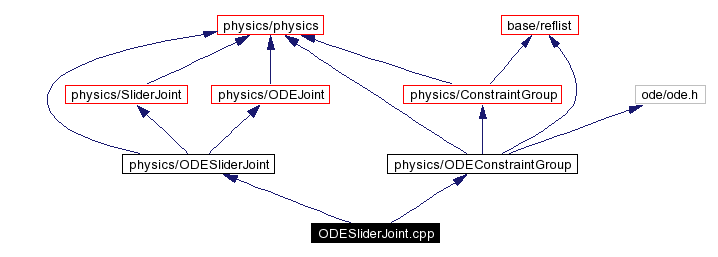 physics/physics
base/reflist
physics/SliderJoint
physics/ODEJoint
physics/ConstraintGroup
ode/ode.h
physics/ODESliderJoint
physics/ODEConstraintGroup
ODESliderJoint.cpp